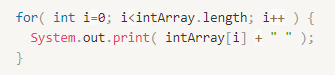 for( int i=0; i<intArray.length; i++ ) {
  System.out.print( intArray[i] + " " );
}